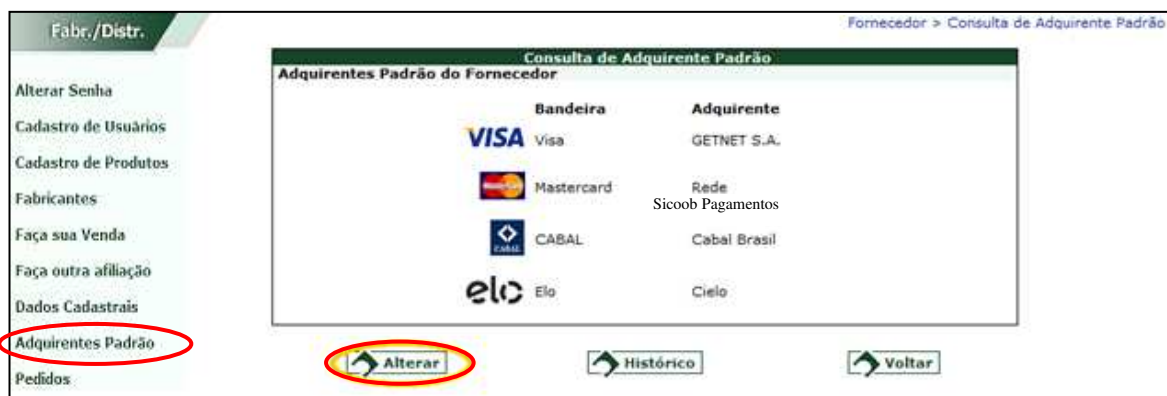 Fabr./Distr.
Fornecedor > Consulta de Adquirente Padrão
Alterar Senha
Cadastro de Usuários
Cadastro de Produtos
Fabricantes
Faça sua Venda
Faça outra afiliação
Dados Cadastrais
Adquirentes Padrão
Pedidos
Consulta de Adquirente Padrão
Adquirentes Padrão do Fornecedor
Bandeira Adquirente
VISA Visa GETNET S.A.
MasterCard Mastercard Rede
Sicoob Pagamentos
CABAL CABAL Cabal Brasil
elo Elo Cielo
Alterar Histórico Voltar